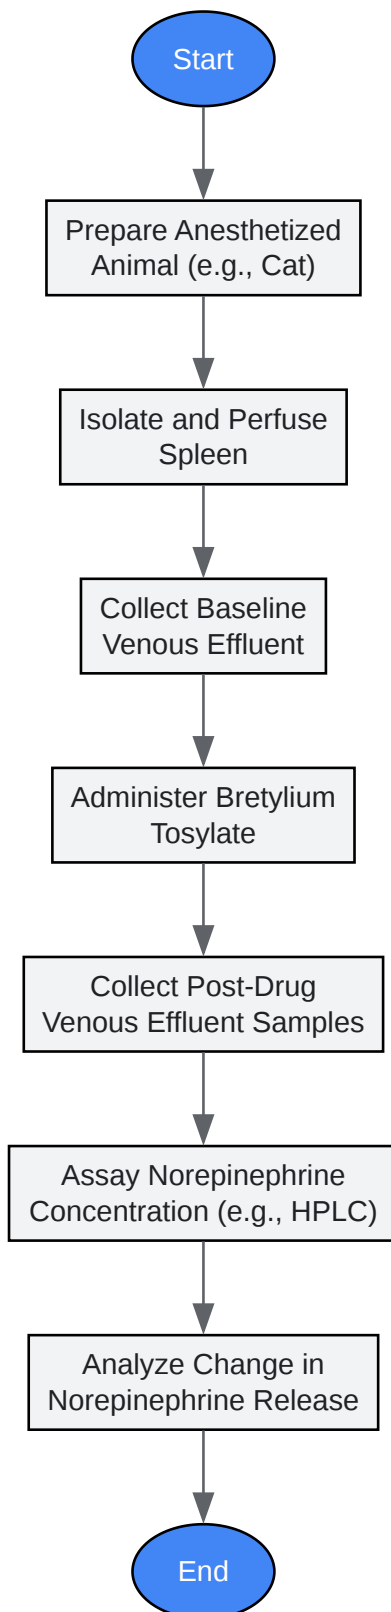 Start
Prepare Anesthetized
Animal (e.g., Cat)
Isolate and Perfuse
Spleen
Collect Baseline
Venous Effluent
Administer Bretylium
Tosylate
Collect Post-Drug
Venous Effluent Samples
Assay Norepinephrine
Concentration (e.g., HPLC)
Analyze Change in
Norepinephrine Release
End